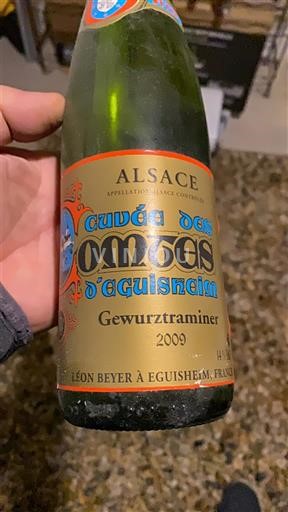 ALSACE
APPELLATION ALSACE CONTRÔLÉE
CUVÉE DES
COMTES
D'EGUISHEIM
Gewurztraminer
2009
LÉON BEYER À EGUISHEIM, FRANCE